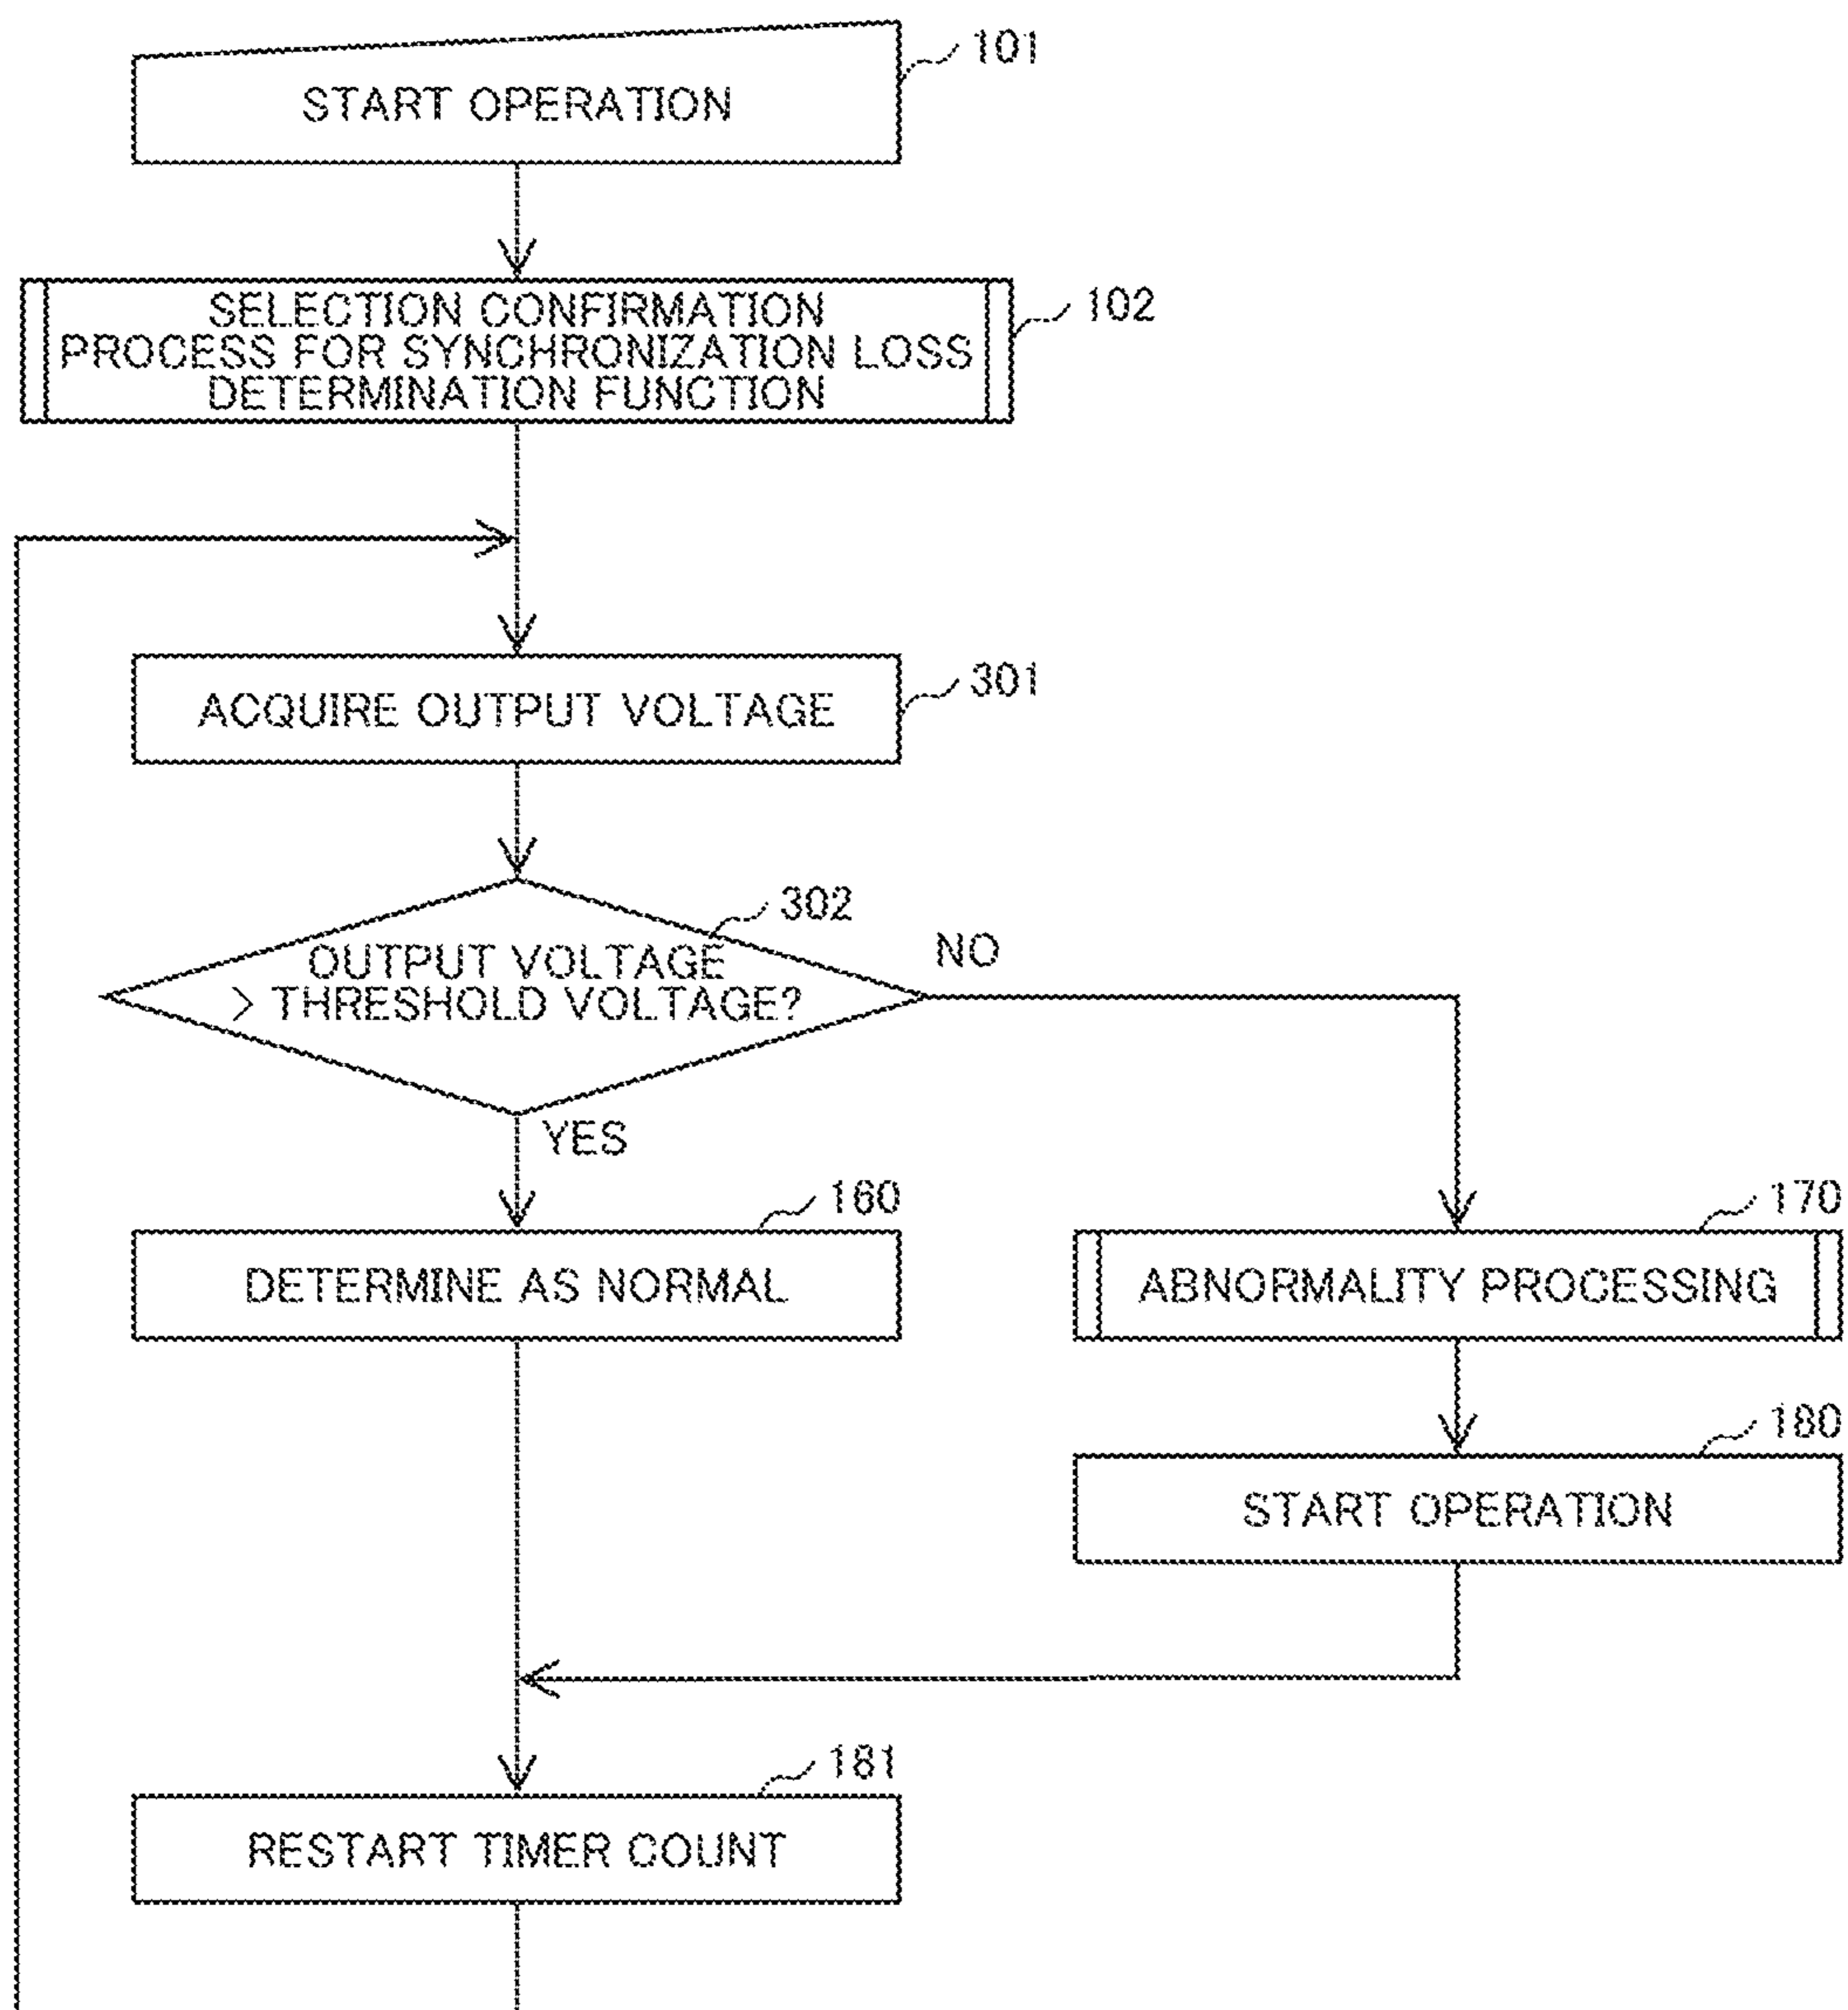 START OPERATION
101
SELECTION CONFIRMATION
PROCESS FOR SYNCHRONIZATION LOSS
DETERMINATION FUNCTION
102
ACQUIRE OUTPUT VOLTAGE
301
302
OUTPUT VOLTAGE
> THRESHOLD VOLTAGE?
NO
YES
160
DETERMINE AS NORMAL
170
ABNORMALITY PROCESSING
180
START OPERATION
181
RESTART TIMER COUNT